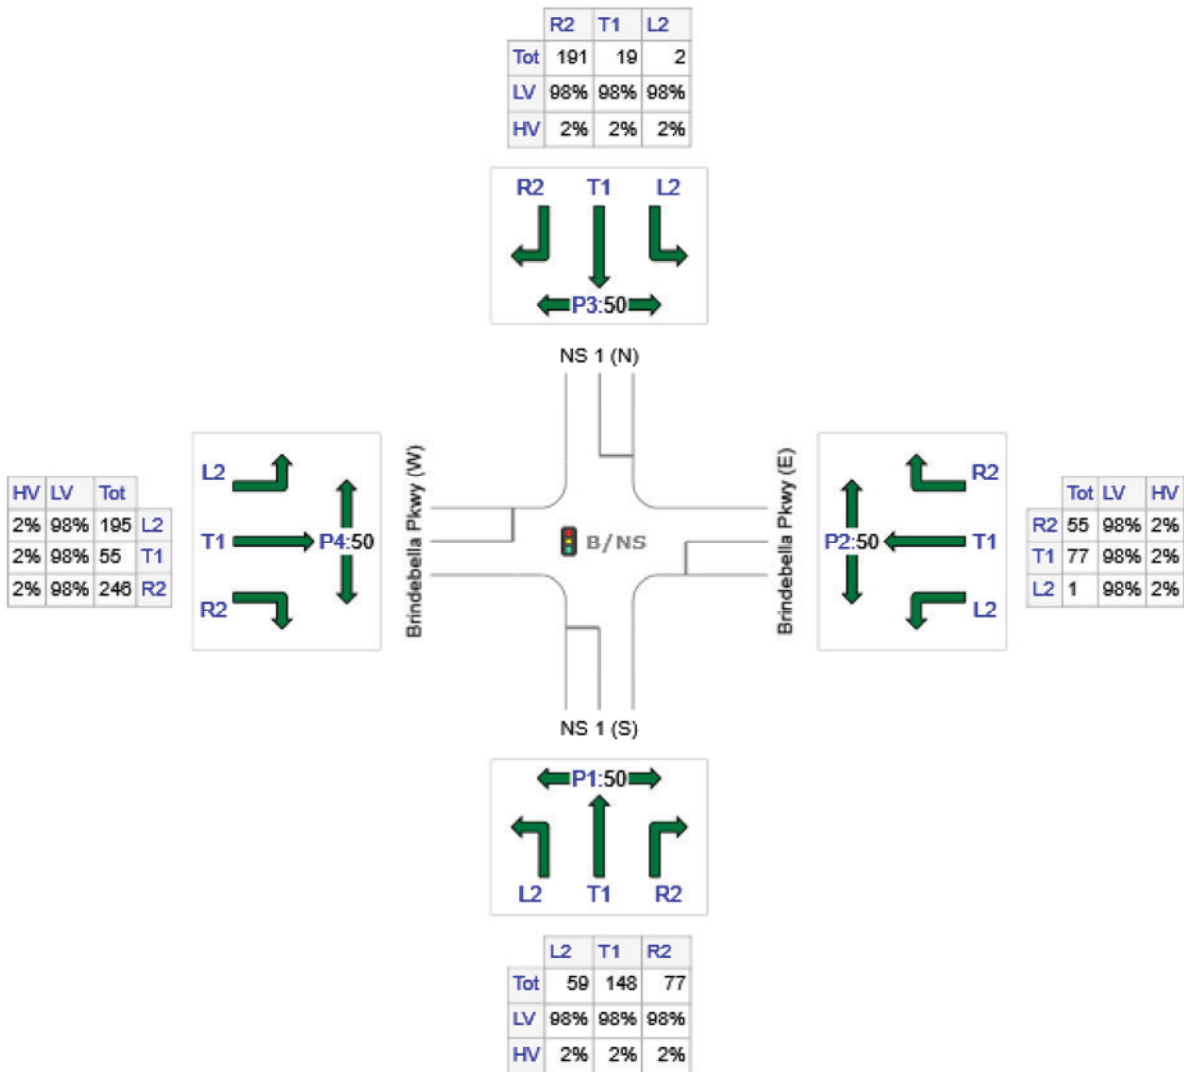 R2 T1 L2
Tot 191 19 2
LV 98% 98% 98%
HV 2% 2% 2%
R2 T1 L2
P3:50
NS 1 (N)
HV LV Tot
2% 98% 195 L2
2% 98% 55 T1
2% 98% 246 R2
L2
T1 P4:50
R2
Brindebella Pkwy (W)
B/NS
Brindebella Pkwy (E)
R2
P2:50 T1
L2
Tot LV HV
R2 55 98% 2%
T1 77 98% 2%
L2 1 98% 2%
NS 1 (S)
P1:50
L2 T1 R2
L2 T1 R2
Tot 59 148 77
LV 98% 98% 98%
HV 2% 2% 2%